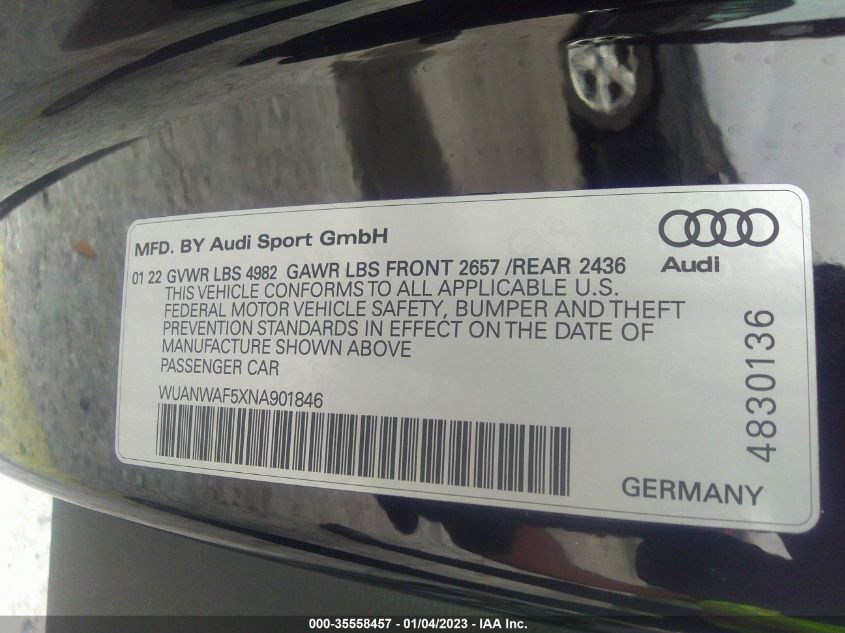 MFD. BY Audi Sport GmbH
01 22 GVWR LBS 4982 GAWR LBS FRONT 2657 /REAR 2436
THIS VEHICLE CONFORMS TO ALL APPLICABLE U.S.
FEDERAL MOTOR VEHICLE SAFETY, BUMPER AND THEFT
PREVENTION STANDARDS IN EFFECT ON THE DATE OF
MANUFACTURE SHOWN ABOVE
PASSENGER CAR
WUANWAF5XNA901846
Audi
4830136
GERMANY
000-35558457 — 01/04/2023 — IAA Inc.